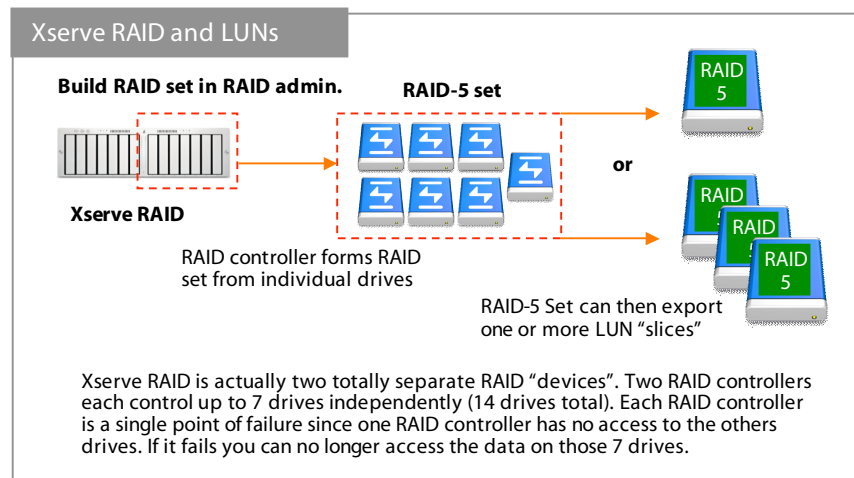 Xserve RAID and LUNs
Build RAID set in RAID admin.
RAID-5 set
RAID
5
or
Xserve RAID
RAID controller forms RAID
set from individual drives
RAID
RAID
RAID
5
RAID-5 Set can then export
one or more LUN “slices”
Xserve RAID is actually two totally separate RAID “devices”. Two RAID controllers
each control up to 7 drives independently (14 drives total). Each RAID controller
is a single point of failure since one RAID controller has no access to the others
drives. If it fails you can no longer access the data on those 7 drives.